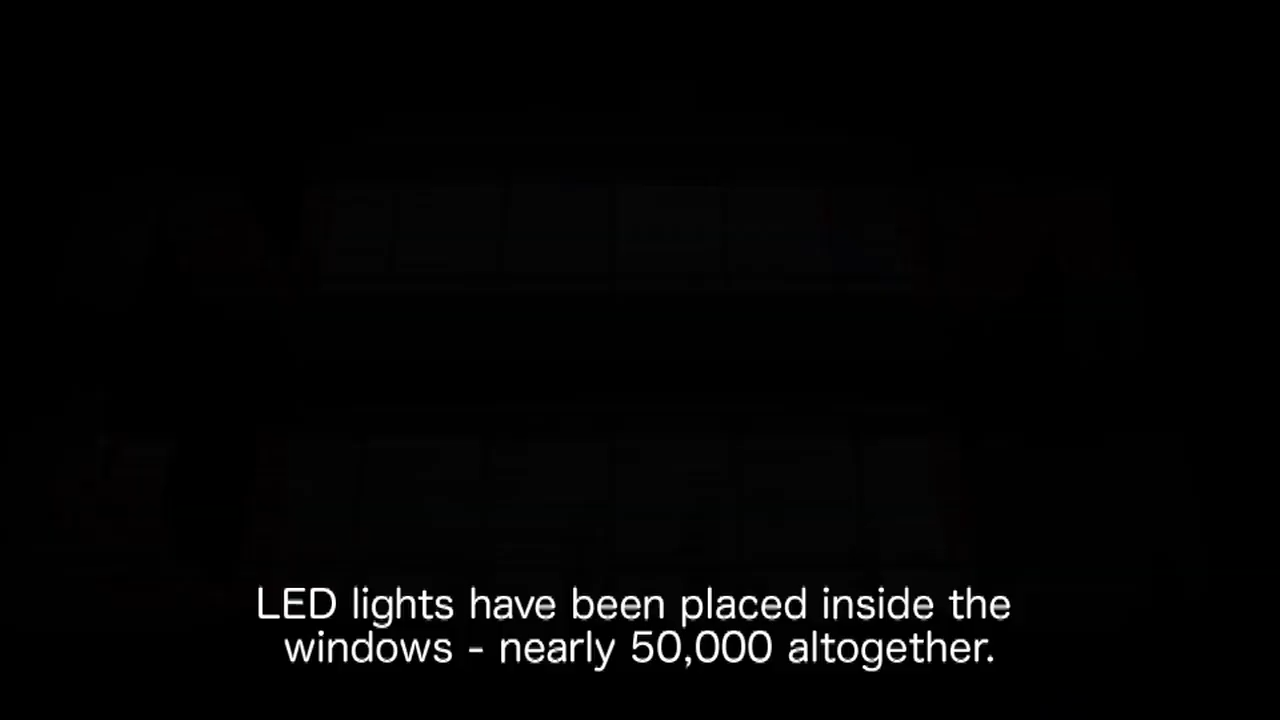 LED lights have been placed inside the
windows - nearly 50,000 altogether.